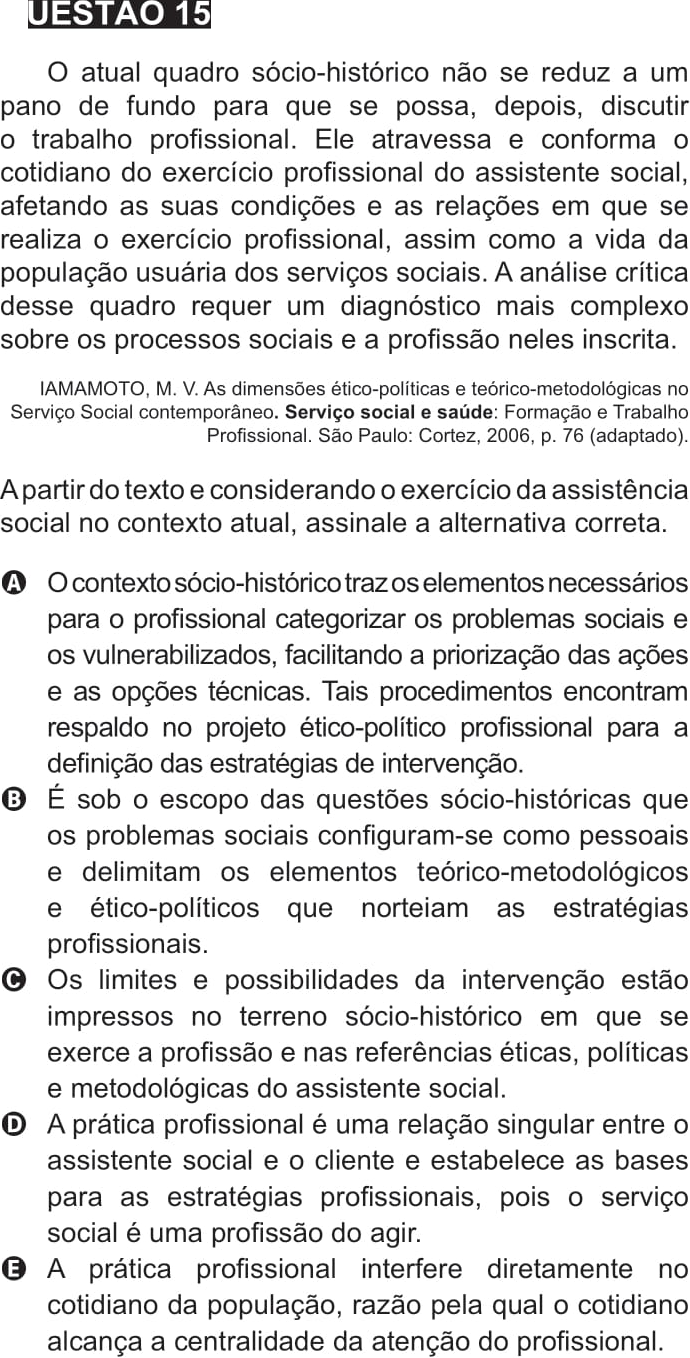 UESTÃO 15
O atual quadro sócio-histórico não se reduz a um
pano de fundo para que se possa, depois, discutir
o trabalho profissional. Ele atravessa e conforma o
cotidiano do exercício profissional do assistente social,
afetando as suas condições e as relações em que se
realiza o exercício profissional, assim como a vida da
população usuária dos serviços sociais. A análise crítica
desse quadro requer um diagnóstico mais complexo
sobre os processos sociais e a profissão neles inscrita.
IAMAMOTO, M. V. As dimensões ético-políticas e teórico-metodológicas no
Serviço Social contemporâneo. Serviço social e saúde: Formação e Trabalho
Profissional. São Paulo: Cortez, 2006, p. 76 (adaptado).
A partir do texto e considerando o exercício da assistência
social no contexto atual, assinale a alternativa correta.
A O contexto sócio-histórico traz os elementos necessários
para o profissional categorizar os problemas sociais e
os vulnerabilizados, facilitando a priorização das ações
e as opções técnicas. Tais procedimentos encontram
respaldo no projeto ético-político profissional para a
definição das estratégias de intervenção.
B É sob o escopo das questões sócio-históricas que
os problemas sociais configuram-se como pessoais
e delimitam os elementos teórico-metodológicos
e ético-políticos que norteiam as estratégias
profissionais.
C Os limites e possibilidades da intervenção estão
impressos no terreno sócio-histórico em que se
exerce a profissão e nas referências éticas, políticas
e metodológicas do assistente social.
D A prática profissional é uma relação singular entre o
assistente social e o cliente e estabelece as bases
para as estratégias profissionais, pois o serviço
social é uma profissão do agir.
E A prática profissional interfere diretamente no
cotidiano da população, razão pela qual o cotidiano
alcança a centralidade da atenção do profissional.